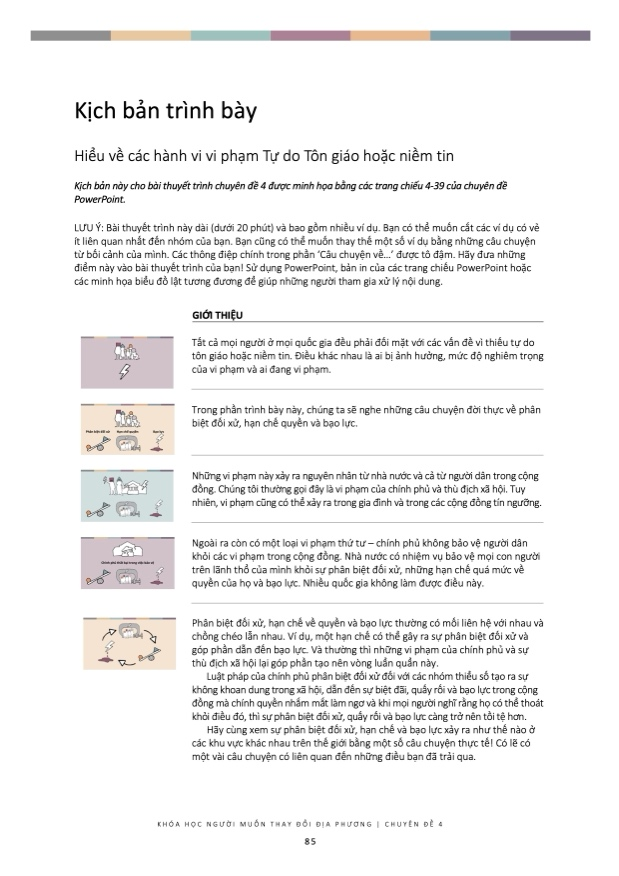 Kịch bản trình bày
Hiểu về các hành vi vi phạm Tự do Tôn giáo hoặc niềm tin
Kịch bản này cho bài thuyết trình chuyên đề 4 được minh họa bằng các trang chiếu 4-39 của chuyên đề
PowerPoint.
LƯU Ý: Bài thuyết trình này dài (dưới 20 phút) và bao gồm nhiều ví dụ. Bạn có thể muốn cắt các ví dụ có vẻ
ít liên quan nhất đến nhóm của bạn. Bạn cũng có thể muốn thay thế một số ví dụ bằng những câu chuyện
từ bối cảnh của mình. Các thông điệp chính trong phần ‘Câu chuyện về...’ được tô đậm. Hãy đưa những
điểm này vào bài thuyết trình của bạn! Sử dụng PowerPoint, bản in của các trang chiếu PowerPoint hoặc
các minh họa biểu đồ lật tương đương để giúp những người tham gia xử lý nội dung.
GIỚI THIỆU
Tất cả mọi người ở mọi quốc gia đều phải đối mặt với các vấn đề vì thiếu tự do
tôn giáo hoặc niềm tin. Điều khác nhau là ai bị ảnh hưởng, mức độ nghiêm trọng
của vi phạm và ai đang vi phạm.
Phân biệt đối xử Hạn chế quyền Bạo lực
Trong phần trình bày này, chúng ta sẽ nghe những câu chuyện đời thực về phân
biệt đối xử, hạn chế quyền và bạo lực.
Những vi phạm này xảy ra nguyên nhân từ nhà nước và cả từ người dân trong cộng
đồng. Chúng tôi thường gọi đây là vi phạm của chính phủ và thù địch xã hội. Tuy
nhiên, vi phạm cũng có thể xảy ra trong gia đình và trong các cộng đồng tín ngưỡng.
Ngoài ra còn có một loại vi phạm thứ tư – chính phủ không bảo vệ người dân
khỏi các vi phạm trong cộng đồng. Nhà nước có nhiệm vụ bảo vệ mọi con người
trên lãnh thổ của mình khỏi sự phân biệt đối xử, những hạn chế quá mức về
quyền của họ và bạo lực. Nhiều quốc gia không làm được điều này.
Phân biệt đối xử, hạn chế về quyền và bạo lực thường có mối liên hệ với nhau và
chồng chéo lẫn nhau. Ví dụ, một hạn chế có thể gây ra sự phân biệt đối xử và
góp phần dẫn đến bạo lực. Và thường thì những vi phạm của chính phủ và sự
thù địch xã hội lại góp phần tạo nên vòng luẩn quẩn này.
Luật pháp của chính phủ phân biệt đối xử đối với các nhóm thiểu số tạo ra sự
không khoan dung trong xã hội, dẫn đến sự biệt đãi, quấy rối và bạo lực trong cộng
đồng mà chính quyền nhắm mắt làm ngơ và khi mọi người nghĩ rằng họ có thể thoát
khỏi điều đó, thì sự phân biệt đối xử, quấy rối và bạo lực càng trở nên tồi tệ hơn.
Hãy cùng xem sự phân biệt đối xử, hạn chế và bạo lực xảy ra như thế nào ở
các khu vực khác nhau trên thế giới bằng một số câu chuyện thực tế! Có lẽ có
một vài câu chuyện có liên quan đến những điều bạn đã trải qua.
KHÓA HỌC NGƯỜI MUỐN THAY ĐỔI ĐỊA PHƯƠNG | CHUYÊN ĐỀ 4
85